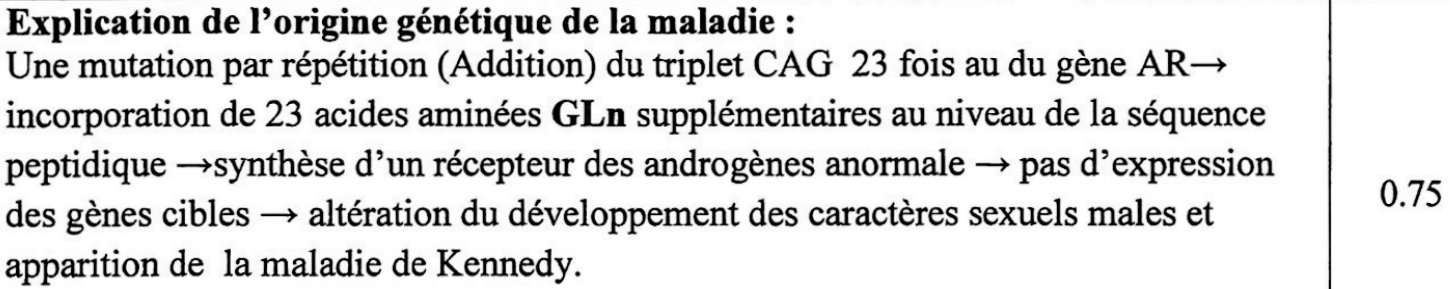 Explication de l’origine génétique de la maladie :
Une mutation par répétition (Addition) du triplet CAG 23 fois au du gène AR→
incorporation de 23 acides aminées GLn supplémentaires au niveau de la séquence
peptidique →synthèse d’un récepteur des androgènes anormale → pas d’expression
des gènes cibles → altération du développement des caractères sexuels males et
apparition de la maladie de Kennedy.
0.75